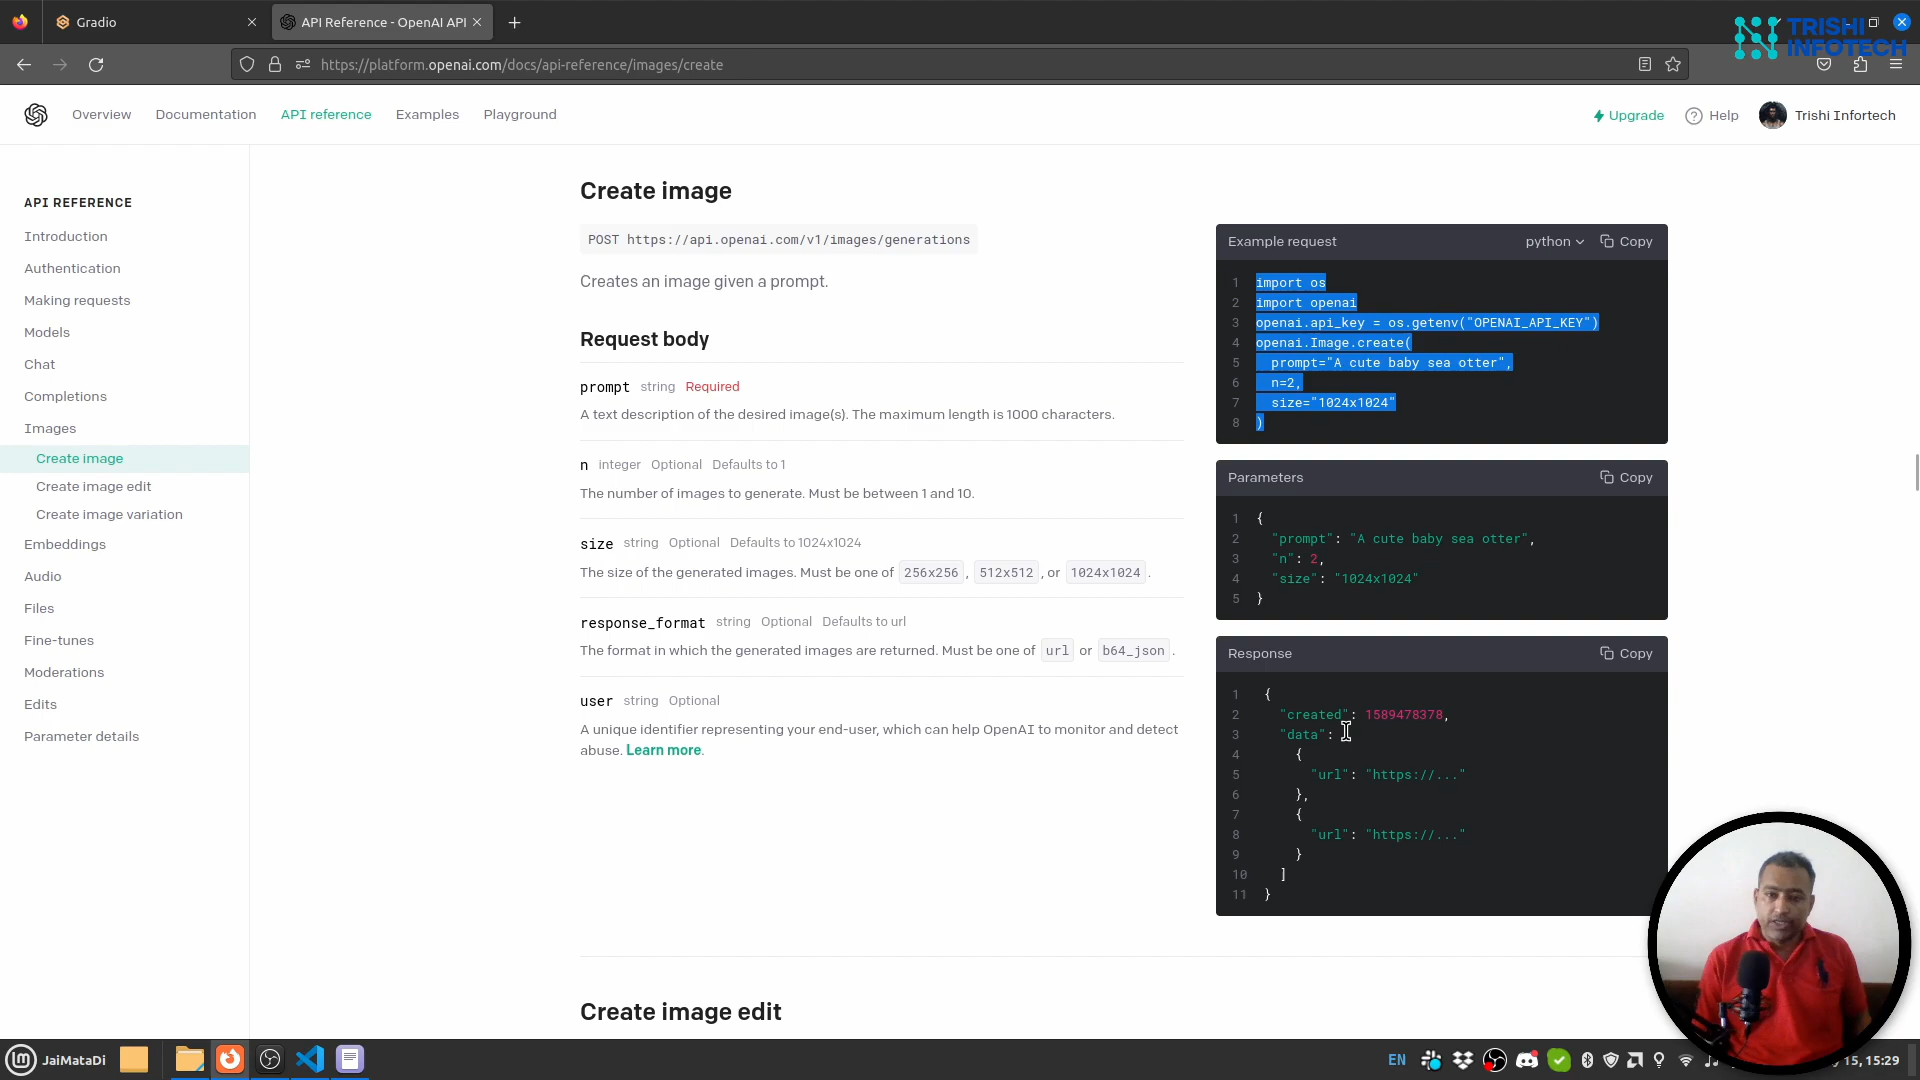 Gradio
API Reference - OpenAI API
TRISHI
INFOTECH
https://platform.openai.com/docs/api-reference/images/create
Overview
Documentation
API reference
Examples
Playground
Upgrade
Help
Trishi Infortech
API REFERENCE
Introduction
Authentication
Making requests
Models
Chat
Completions
Images
Create image
Create image edit
Create image variation
Embeddings
Audio
Files
Fine-tunes
Moderations
Edits
Parameter details
Create image
POST https://api.openai.com/v1/images/generations
Creates an image given a prompt.
Request body
prompt string Required
A text description of the desired image(s). The maximum length is 1000 characters.
n integer Optional Defaults to 1
The number of images to generate. Must be between 1 and 10.
size string Optional Defaults to 1024x1024
The size of the generated images. Must be one of 256x256 , 512x512 , or 1024x1024 .
response_format string Optional Defaults to url
The format in which the generated images are returned. Must be one of url or b64_json .
user string Optional
A unique identifier representing your end-user, which can help OpenAI to monitor and detect
abuse. Learn more.
Create image edit
Example request python Copy
1 import os
2 import openai
3 openai.api_key = os.getenv("OPENAI_API_KEY")
4 openai.Image.create(
5 prompt="A cute baby sea otter",
6 n=2,
7 size="1024x1024"
8 )
Parameters Copy
1 {
2 "prompt": "A cute baby sea otter",
3 "n": 2,
4 "size": "1024x1024"
5 }
Response Copy
1 {
2 "created": 1589478378,
3 "data":
4 {
5 "url": "https://..."
6 },
7 {
8 "url": "https://..."
9 }
10 ]
11 }
JaiMataDi
EN
15, 15:29